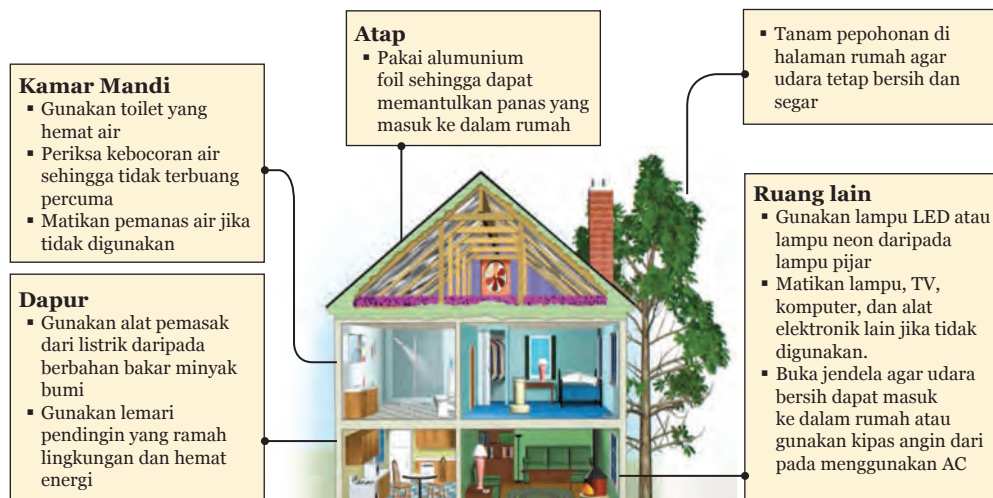 Kamar Mandi
▪ Gunakan toilet yang
hemat air
▪ Periksa kebocoran air
sehingga tidak terbuang
percuma
▪ Matikan pemanas air jika
tidak digunakan
Dapur
▪ Gunakan alat pemasak
dari listrik daripada
berbahan bakar minyak
bumi
▪ Gunakan lemari
pendingin yang ramah
lingkungan dan hemat
energi
Atap
▪ Pakai alumunium
foil sehingga dapat
memantulkan panas yang
masuk ke dalam rumah
▪ Tanam pepohonan di
halaman rumah agar
udara tetap bersih dan
segar
Ruang lain
▪ Gunakan lampu LED atau
lampu neon daripada
lampu pijar
▪ Matikan lampu, TV,
komputer, dan alat
elektronik lain jika tidak
digunakan.
▪ Buka jendela agar udara
bersih dapat masuk
ke dalam rumah atau
gunakan kipas angin dari
pada menggunakan AC